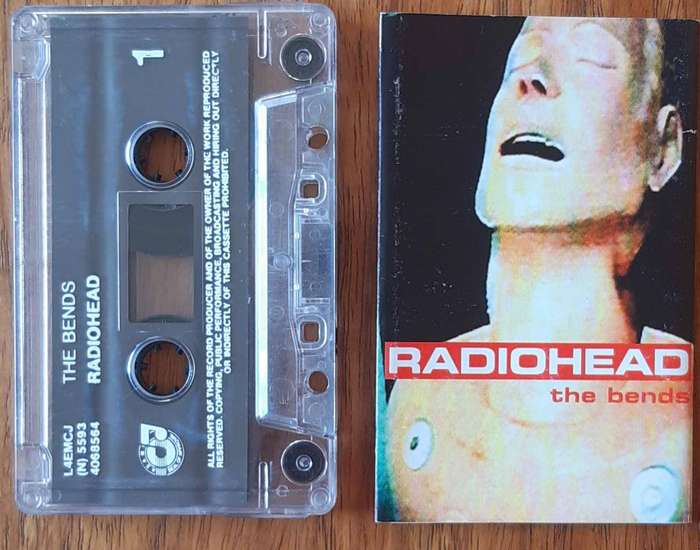 1
THE BENDS
RADIOHEAD
L4EMCJ
(N) 5593
4068564
ALL RIGHTS OF THE RECORD PRODUCER AND OF THE OWNER OF THE WORK REPRODUCED
RESERVED. COPYING, PUBLIC PERFORMANCE, BROADCASTING AND HIRING OUT DIRECTLY
OR INDIRECTLY OF THIS CASSETTE PROHIBITED.
RADIOHEAD
the bends